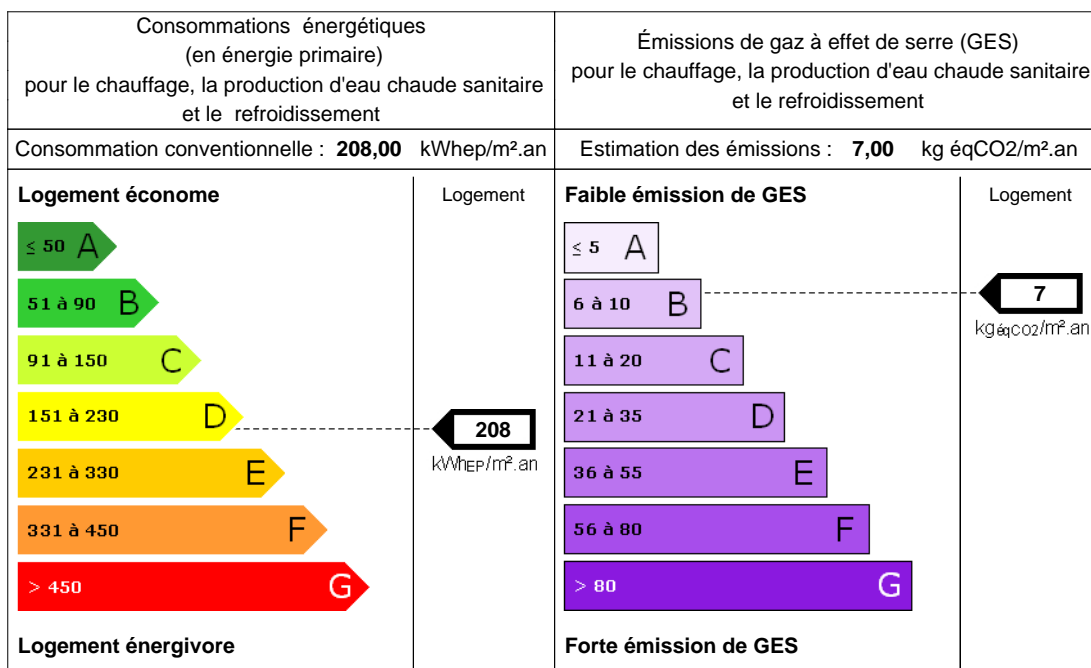 Consommations énergétiques
(en énergie primaire)
pour le chauffage, la production d'eau chaude sanitaire
et le refroidissement
Émissions de gaz à effet de serre (GES)
pour le chauffage, la production d'eau chaude sanitaire
et le refroidissement
Consommation conventionnelle : 208,00 kWhep/m².an
Estimation des émissions : 7,00 kg éqCO2/m².an
Logement économe
Logement
≤ 50 A
51 à 90 B
91 à 150 C
151 à 230 D
208
kWhEP/m².an
231 à 330 E
331 à 450 F
> 450 G
Logement énergivore
Faible émission de GES
Logement
≤ 5 A
6 à 10 B
7
kgéqCO2/m².an
11 à 20 C
21 à 35 D
36 à 55 E
56 à 80 F
> 80 G
Forte émission de GES